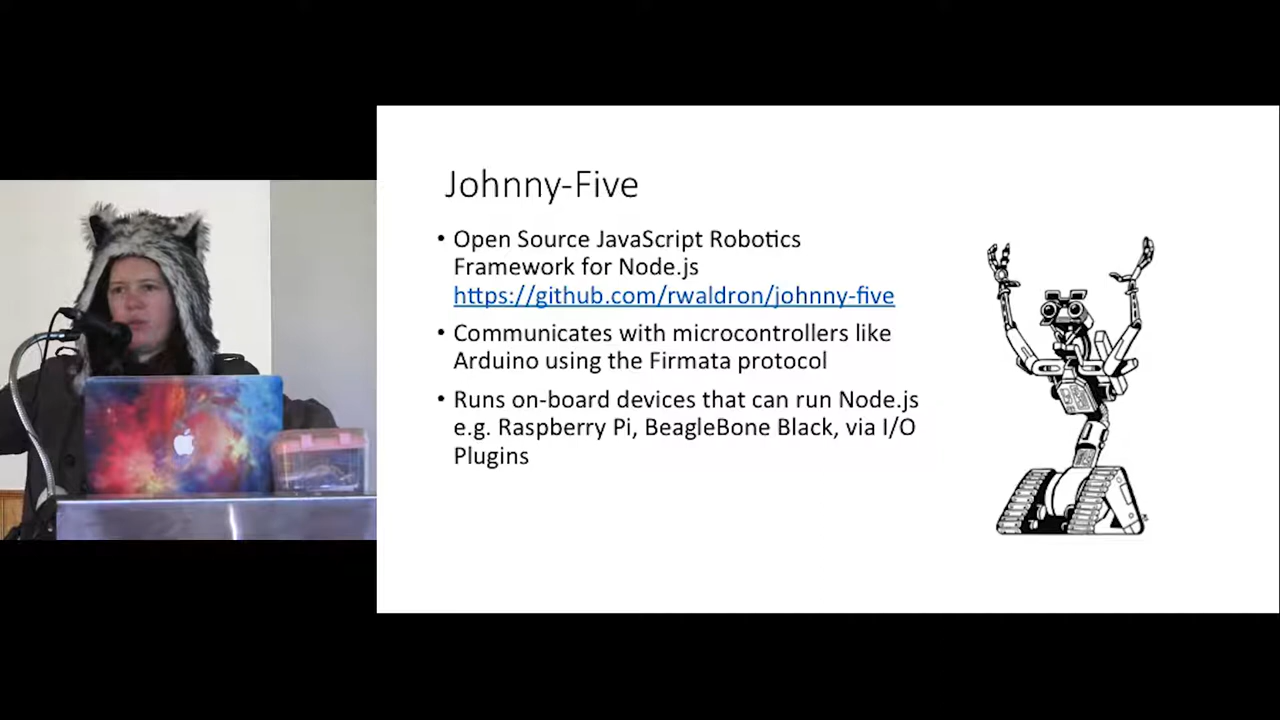 Johnny-Five
• Open Source JavaScript Robotics
Framework for Node.js
https://github.com/rwaldron/johnny-five
• Communicates with microcontrollers like
Arduino using the Firmata protocol
• Runs on-board devices that can run Node.js
e.g. Raspberry Pi, BeagleBone Black, via I/O
Plugins